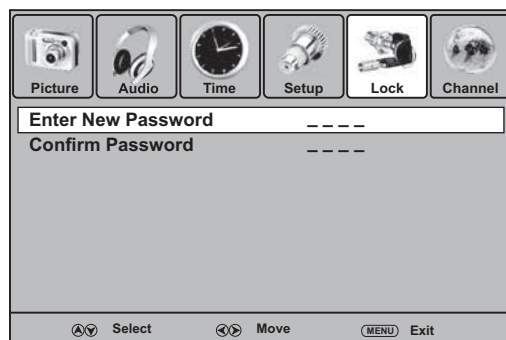 Picture Audio Time Setup Lock Channel
Enter New Password _ _ _ _
Confirm Password _ _ _ _
Select Move MENU Exit